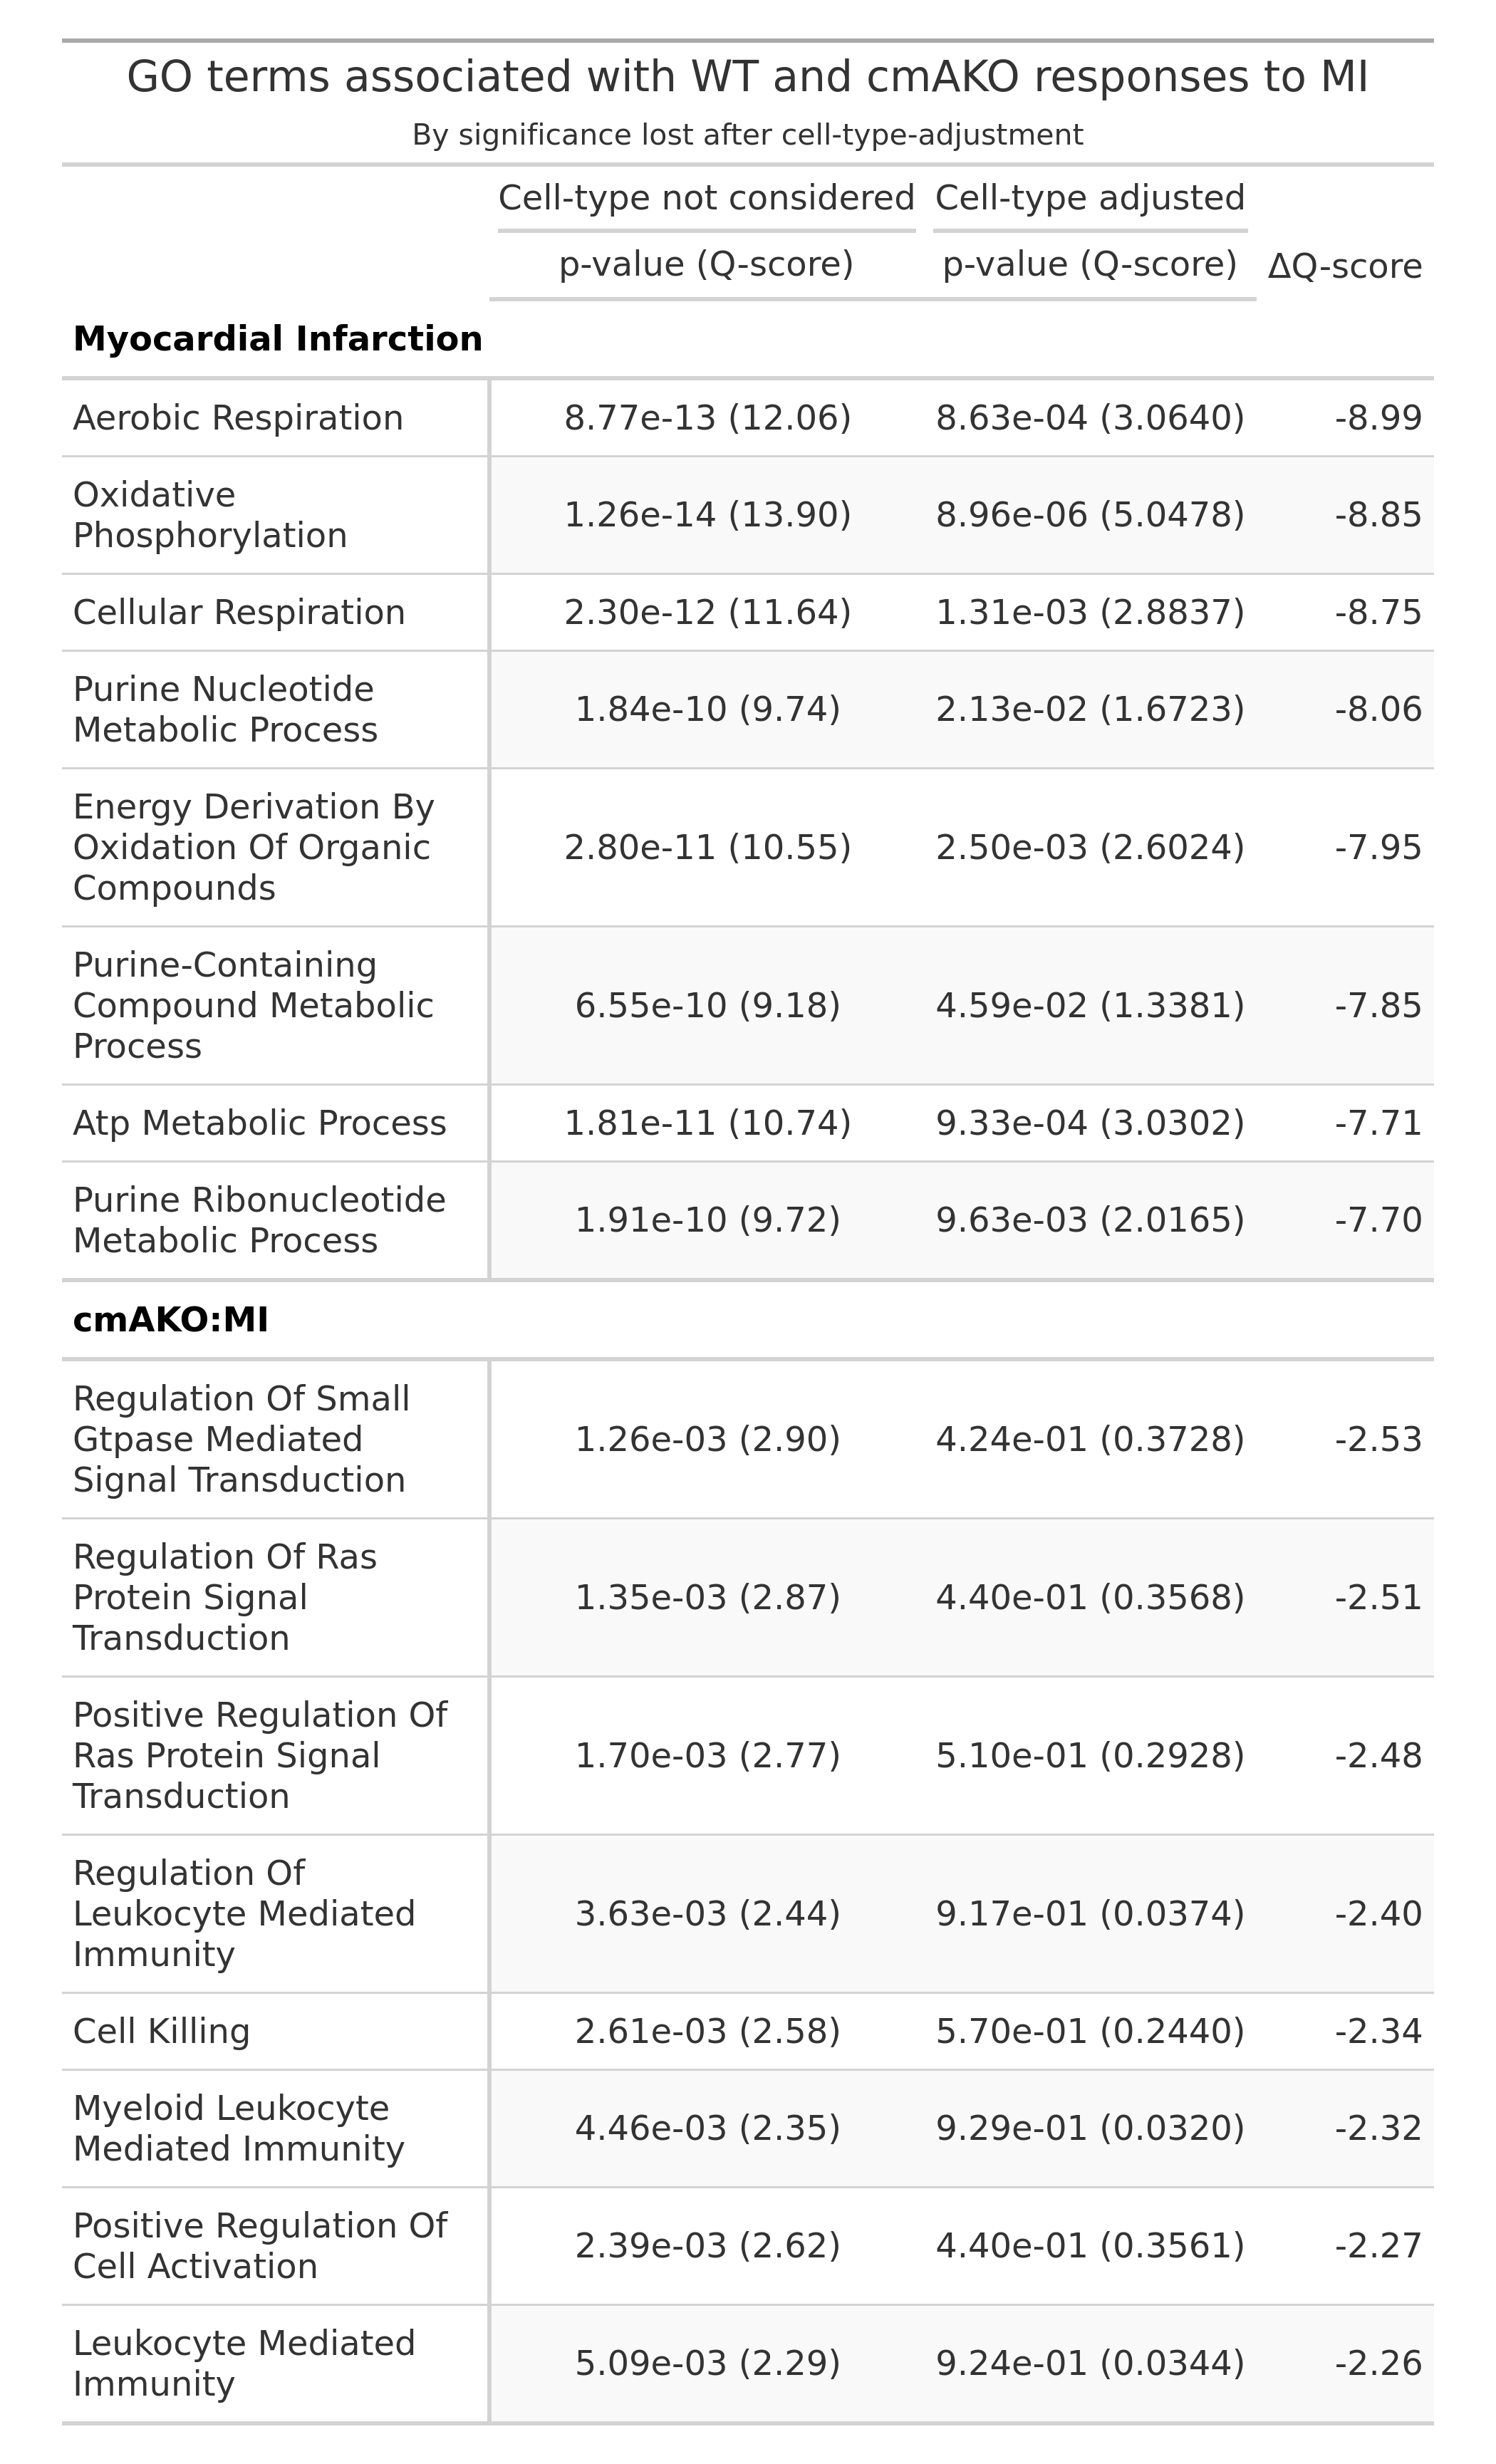 GO terms associated with WT and cmAKO responses to MI
By significance lost after cell-type-adjustment
Cell-type not considered Cell-type adjusted
p-value (Q-score) p-value (Q-score) ΔQ-score
Myocardial Infarction
Aerobic Respiration 8.77e-13 (12.06) 8.63e-04 (3.0640) -8.99
Oxidative
Phosphorylation 1.26e-14 (13.90) 8.96e-06 (5.0478) -8.85
Cellular Respiration 2.30e-12 (11.64) 1.31e-03 (2.8837) -8.75
Purine Nucleotide
Metabolic Process 1.84e-10 (9.74) 2.13e-02 (1.6723) -8.06
Energy Derivation By
Oxidation Of Organic 2.80e-11 (10.55) 2.50e-03 (2.6024) -7.95
Compounds
Purine-Containing
Compound Metabolic 6.55e-10 (9.18) 4.59e-02 (1.3381) -7.85
Process
Atp Metabolic Process 1.81e-11 (10.74) 9.33e-04 (3.0302) -7.71
Purine Ribonucleotide
Metabolic Process 1.91e-10 (9.72) 9.63e-03 (2.0165) -7.70
cmAKO:MI
Regulation Of Small
Gtpase Mediated 1.26e-03 (2.90) 4.24e-01 (0.3728) -2.53
Signal Transduction
Regulation Of Ras
Protein Signal 1.35e-03 (2.87) 4.40e-01 (0.3568) -2.51
Transduction
Positive Regulation Of
Ras Protein Signal 1.70e-03 (2.77) 5.10e-01 (0.2928) -2.48
Transduction
Regulation Of
Leukocyte Mediated 3.63e-03 (2.44) 9.17e-01 (0.0374) -2.40
Immunity
Cell Killing 2.61e-03 (2.58) 5.70e-01 (0.2440) -2.34
Myeloid Leukocyte
Mediated Immunity 4.46e-03 (2.35) 9.29e-01 (0.0320) -2.32
Positive Regulation Of
Cell Activation 2.39e-03 (2.62) 4.40e-01 (0.3561) -2.27
Leukocyte Mediated
Immunity 5.09e-03 (2.29) 9.24e-01 (0.0344) -2.26